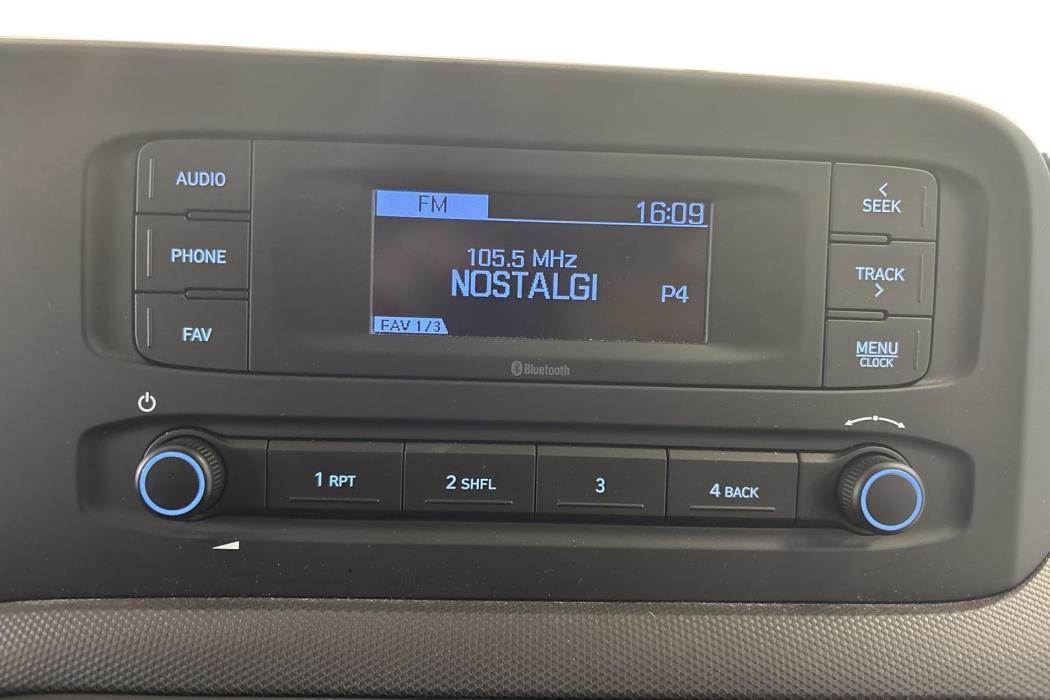 AUDIO
PHONE
FAV
FM 16:09
105.5 MHz
NOSTALGI P4
FAV 1/3
Bluetooth
< SEEK
TRACK >
MENU
CLOCK
1 RPT
2 SHFL
3
4 BACK